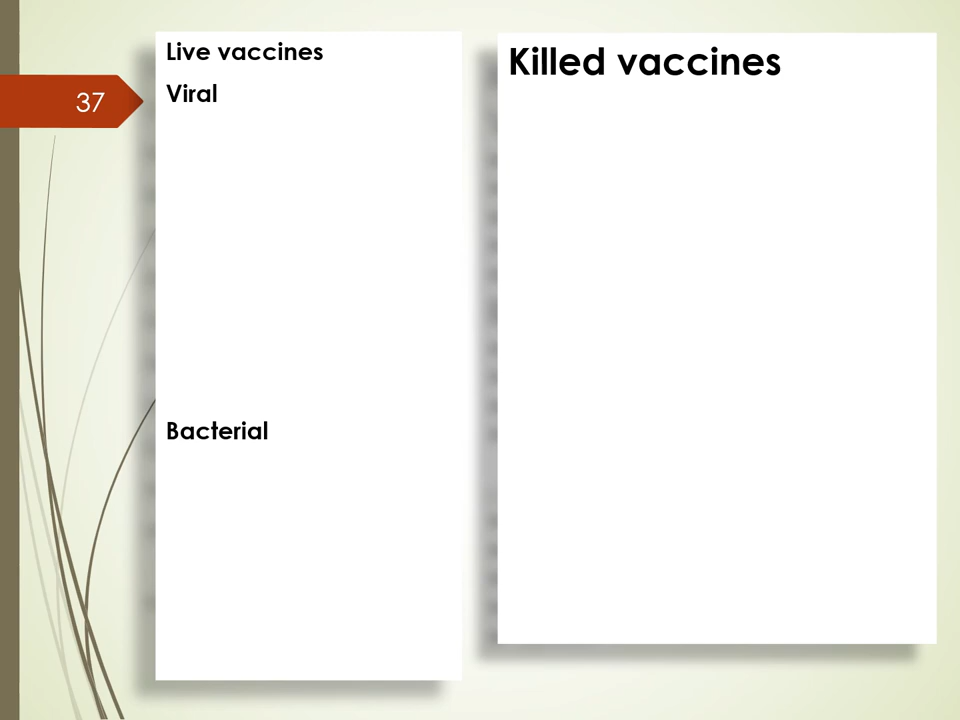 37
Live vaccines
Viral
Bacterial
Killed vaccines